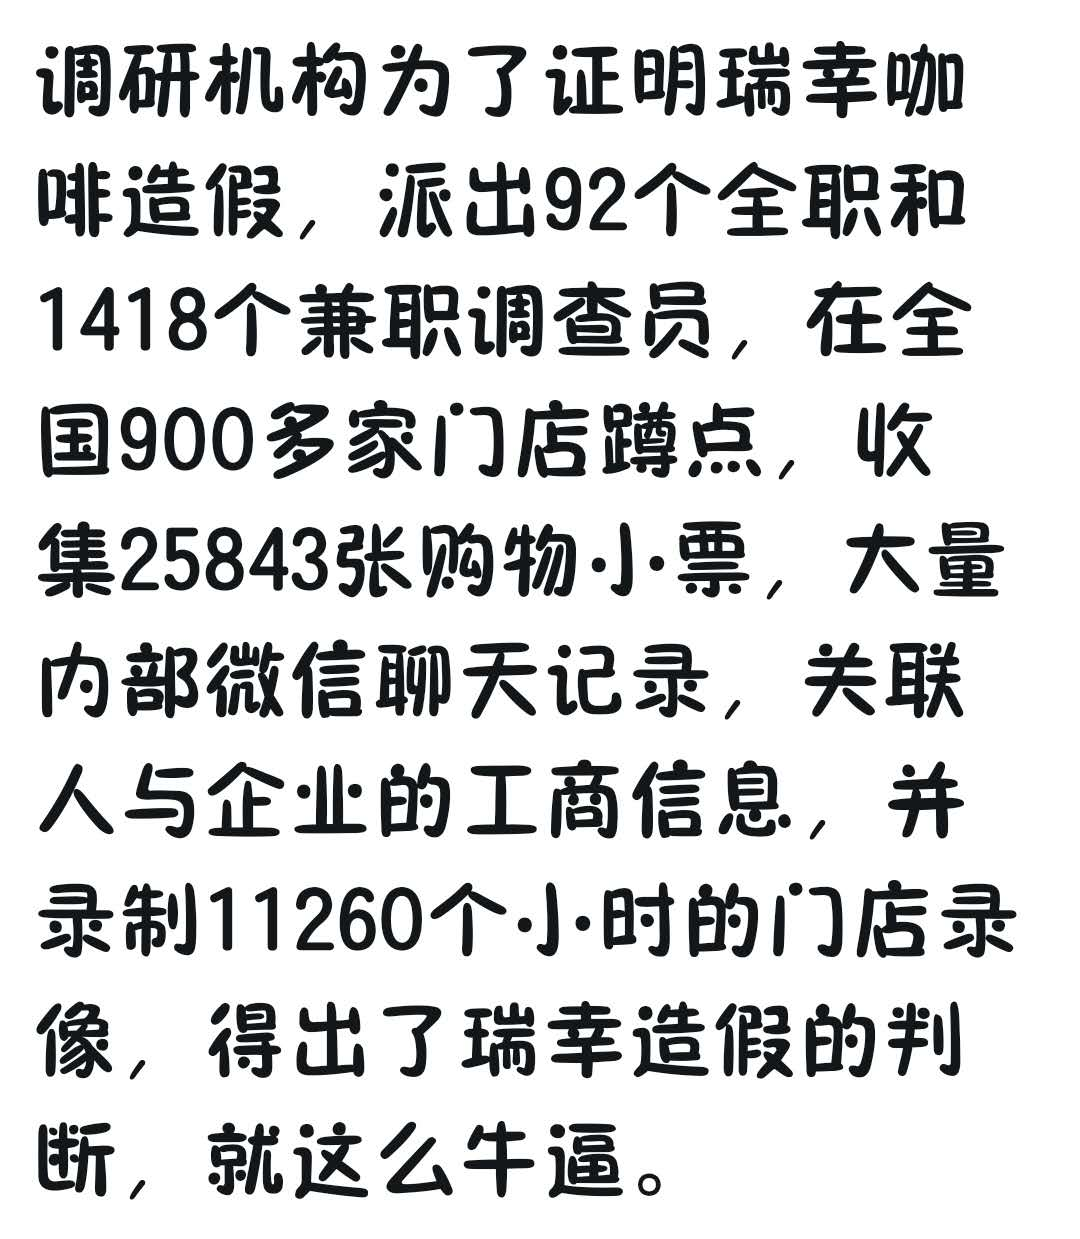 调研机构为了证明瑞幸咖
啡造假，派出92个全职和
1418个兼职调查员，在全
国900多家门店蹲点，收
集25843张购物小票，大量
内部微信聊天记录，关联
人与企业的工商信息，并
录制11260个小时的门店录
像，得出了瑞幸造假的判
断，就这么牛逼。